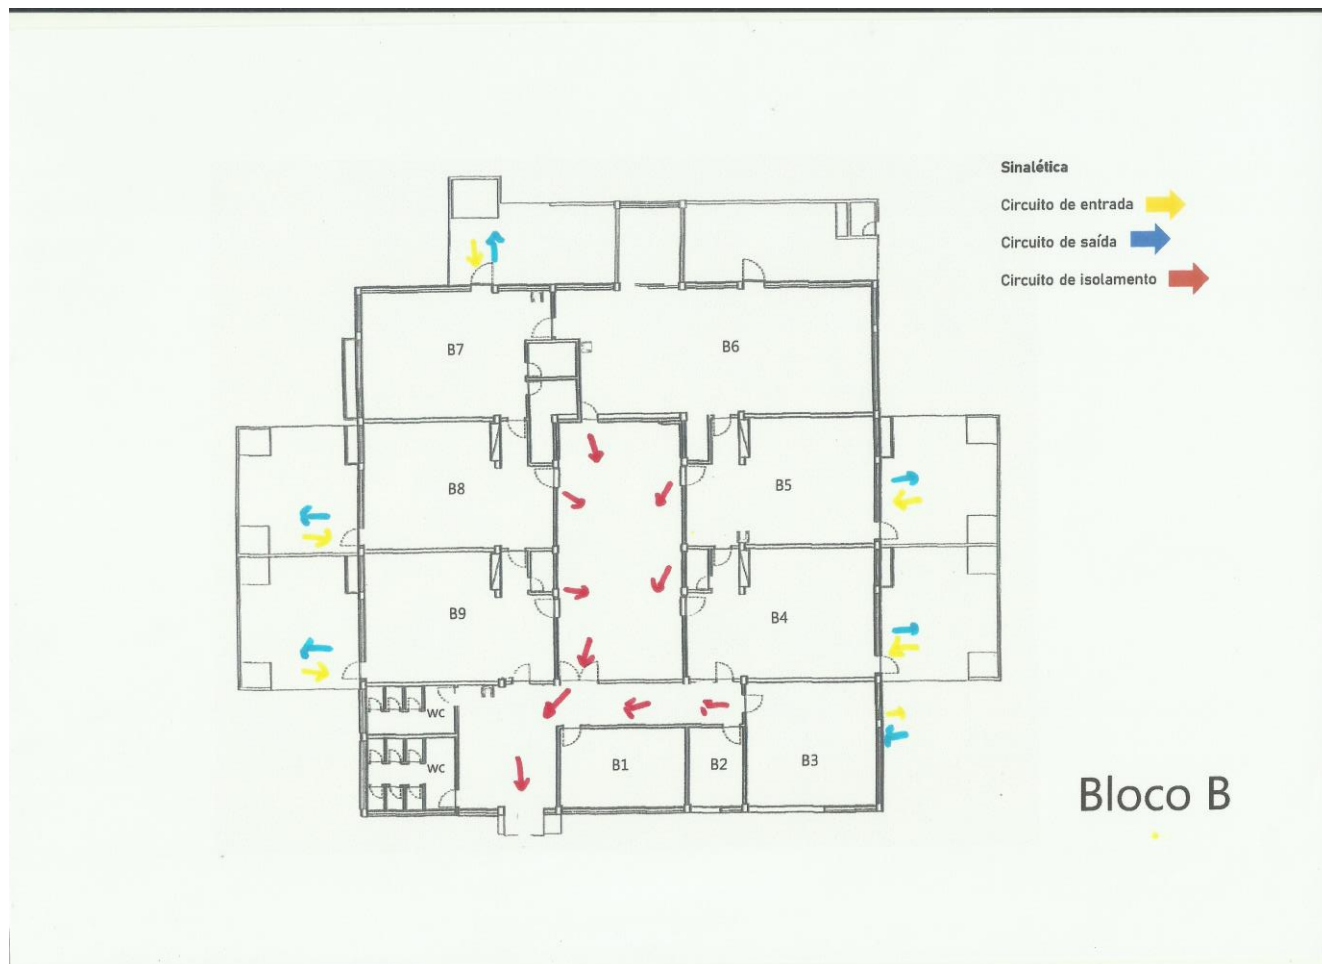 Sinalética
Circuito de entrada
Circuito de saída
Circuito de isolamento
B7
B6
B8
B5
B9
B4
WC
WC
B1
B2
B3
Bloco B